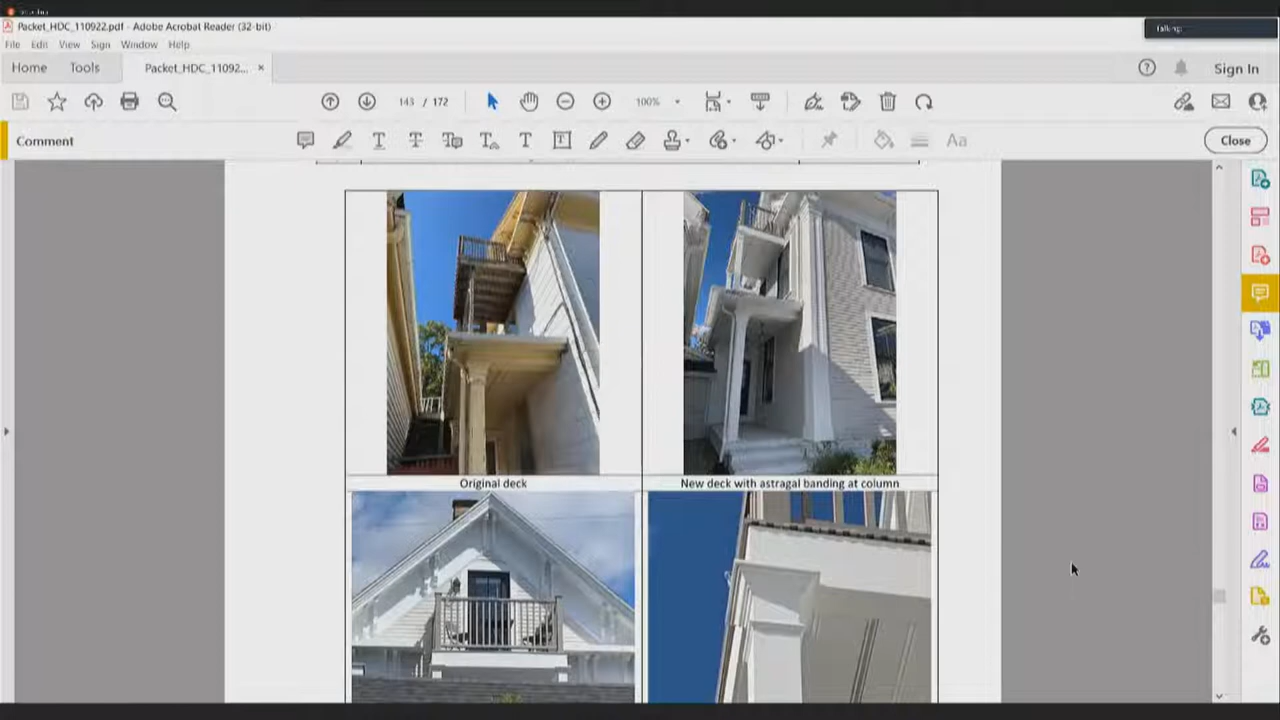 Packet_HDC_110922.pdf - Adobe Acrobat Reader (32-bit)
File Edit View Sign Window Help
Home Tools Packet_HDC_11092... × Sign In
143 / 172 100%
Comment Close
Original deck New deck with astragal banding at column